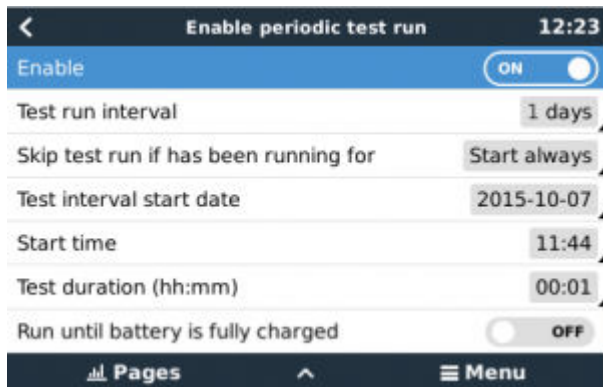 Enable periodic test run 12:23
Enable ON
Test run interval 1 days
Skip test run if has been running for Start always
Test interval start date 2015-10-07
Start time 11:44
Test duration (hh:mm) 00:01
Run until battery is fully charged OFF
Pages Menu